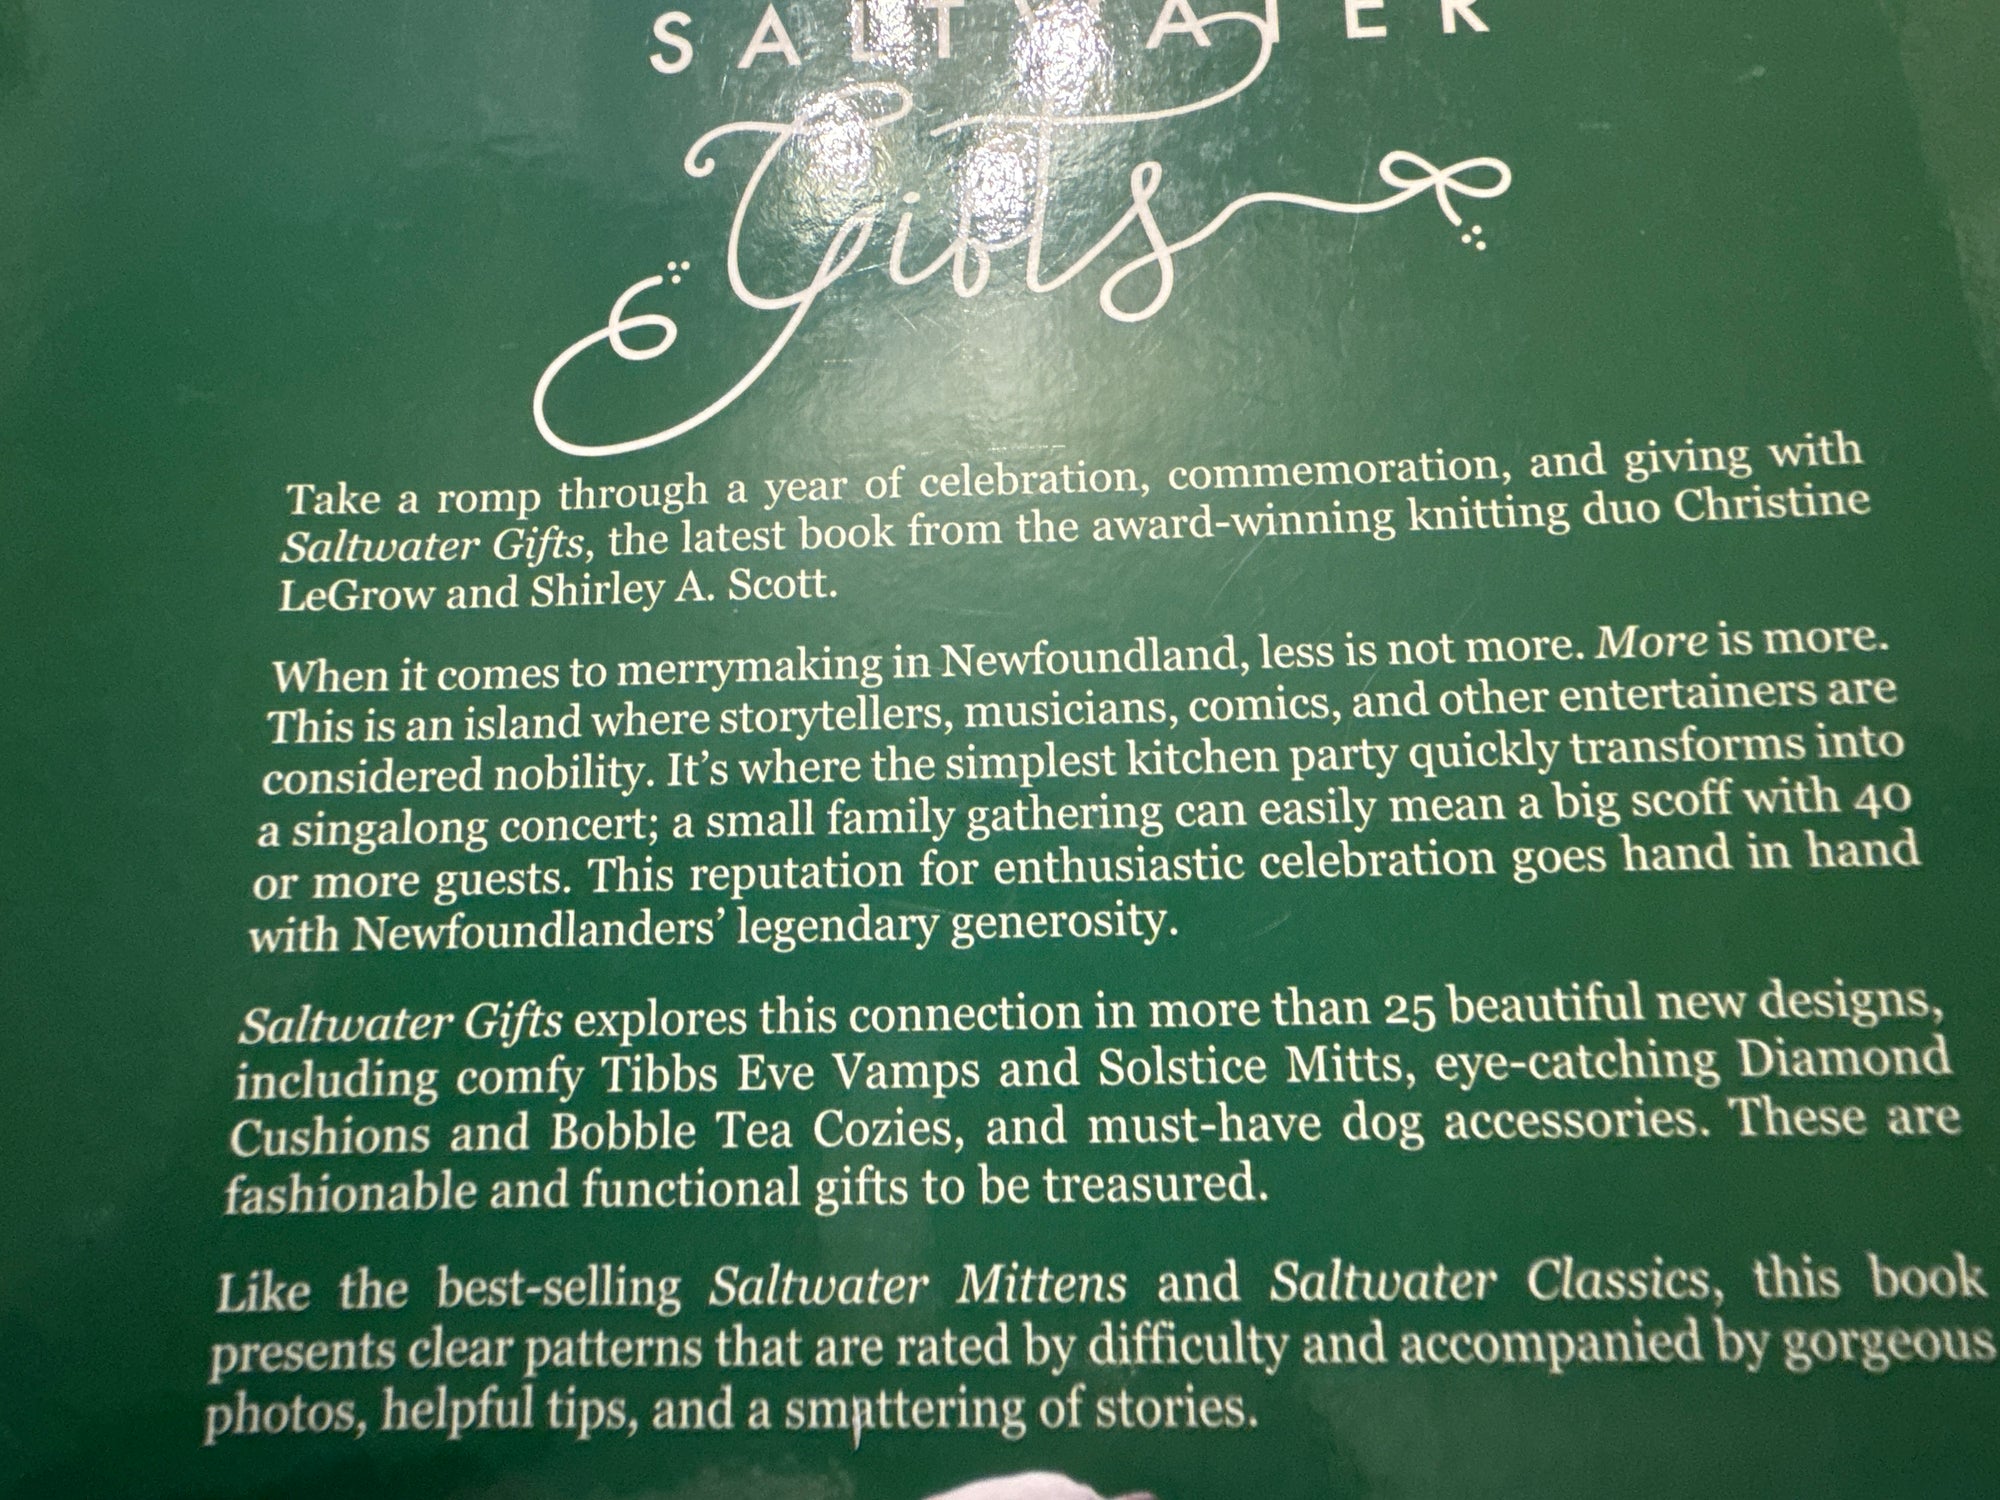 SALTWATER
Gifts
Take a romp through a year of celebration, commemoration, and giving with
Saltwater Gifts, the latest book from the award-winning knitting duo Christine
LeGrow and Shirley A. Scott.
When it comes to merrymaking in Newfoundland, less is not more. More is more.
This is an island where storytellers, musicians, comics, and other entertainers are
considered nobility. It’s where the simplest kitchen party quickly transforms into
a singalong concert; a small family gathering can easily mean a big scoff with 40
or more guests. This reputation for enthusiastic celebration goes hand in hand
with Newfoundlanders’ legendary generosity.
Saltwater Gifts explores this connection in more than 25 beautiful new designs,
including comfy Tibbs Eve Vamps and Solstice Mitts, eye-catching Diamond
Cushions and Bobble Tea Cozies, and must-have dog accessories. These are
fashionable and functional gifts to be treasured.
Like the best-selling Saltwater Mittens and Saltwater Classics, this book
presents clear patterns that are rated by difficulty and accompanied by gorgeous
photos, helpful tips, and a smattering of stories.